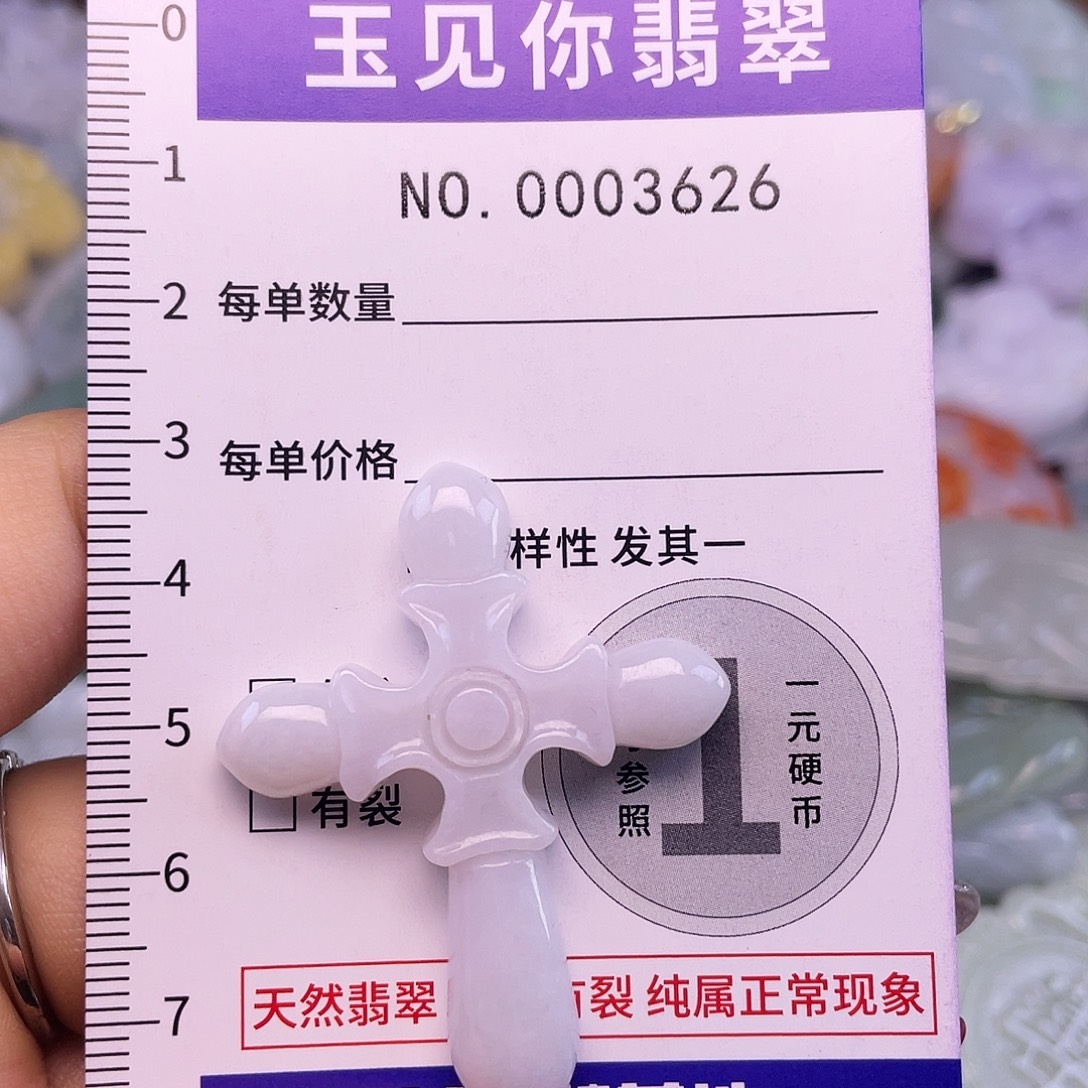 0
玉见你翡翠
1
NO. 0003626
2
每单数量
3
每单价格
样性 发其一
4
5
一元硬币
参照
1
有裂
6
天然翡翠 有裂 纯属正常现象
7